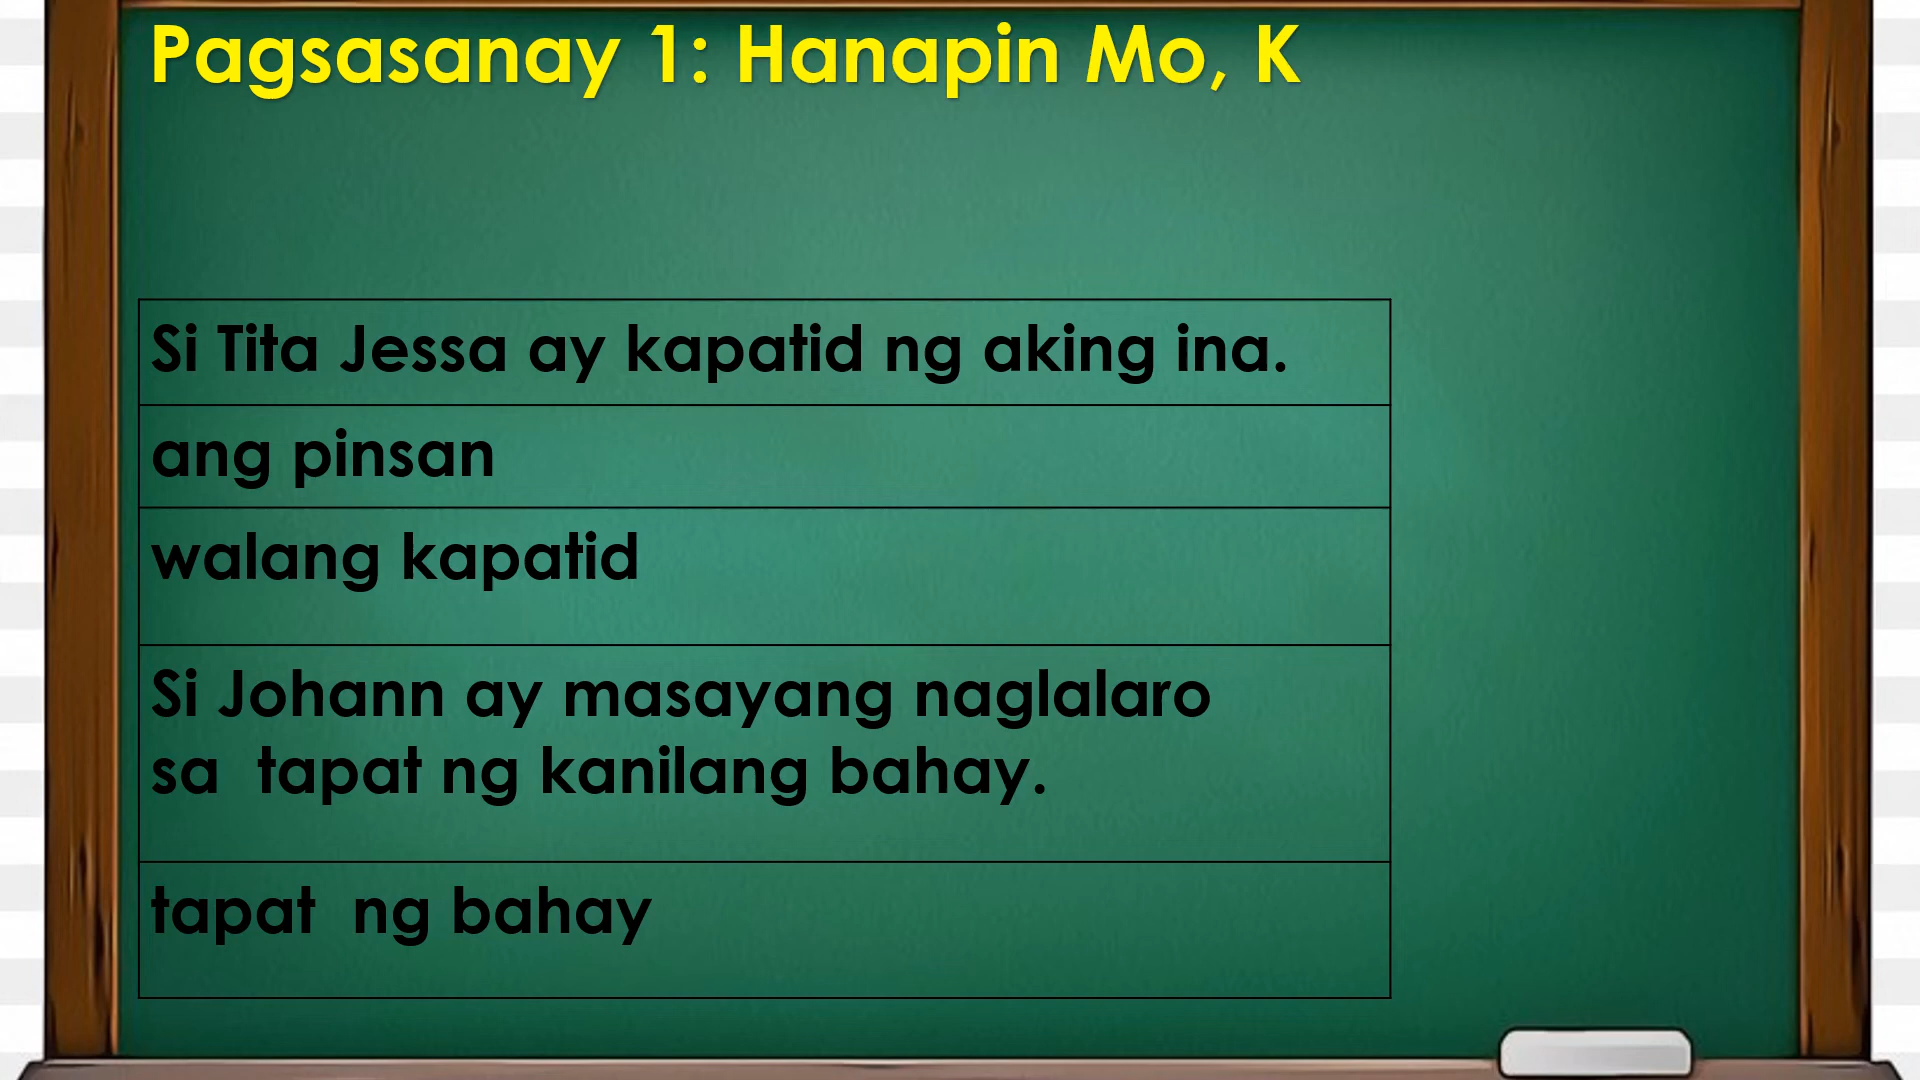 Pagsasanay 1: Hanapin Mo, K
Si Tita Jessa ay kapatid ng aking ina.
ang pinsan
walang kapatid
Si Johann ay masayang naglalaro
sa  tapat ng kanilang bahay.
tapat  ng bahay